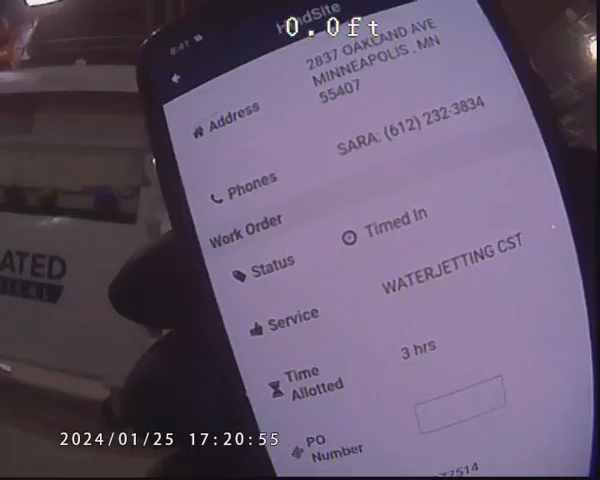 0.0ft
HindSite
Address
2837 OAKLAND AVE
MINNEAPOLIS , MN
55407
Phones
SARA: (612) 232-3834
Work Order
Status
Timed In
Service
WATERJETTING CST
Time
Allotted
3 hrs
PO
Number
ATED
2024/01/25 17:20:55